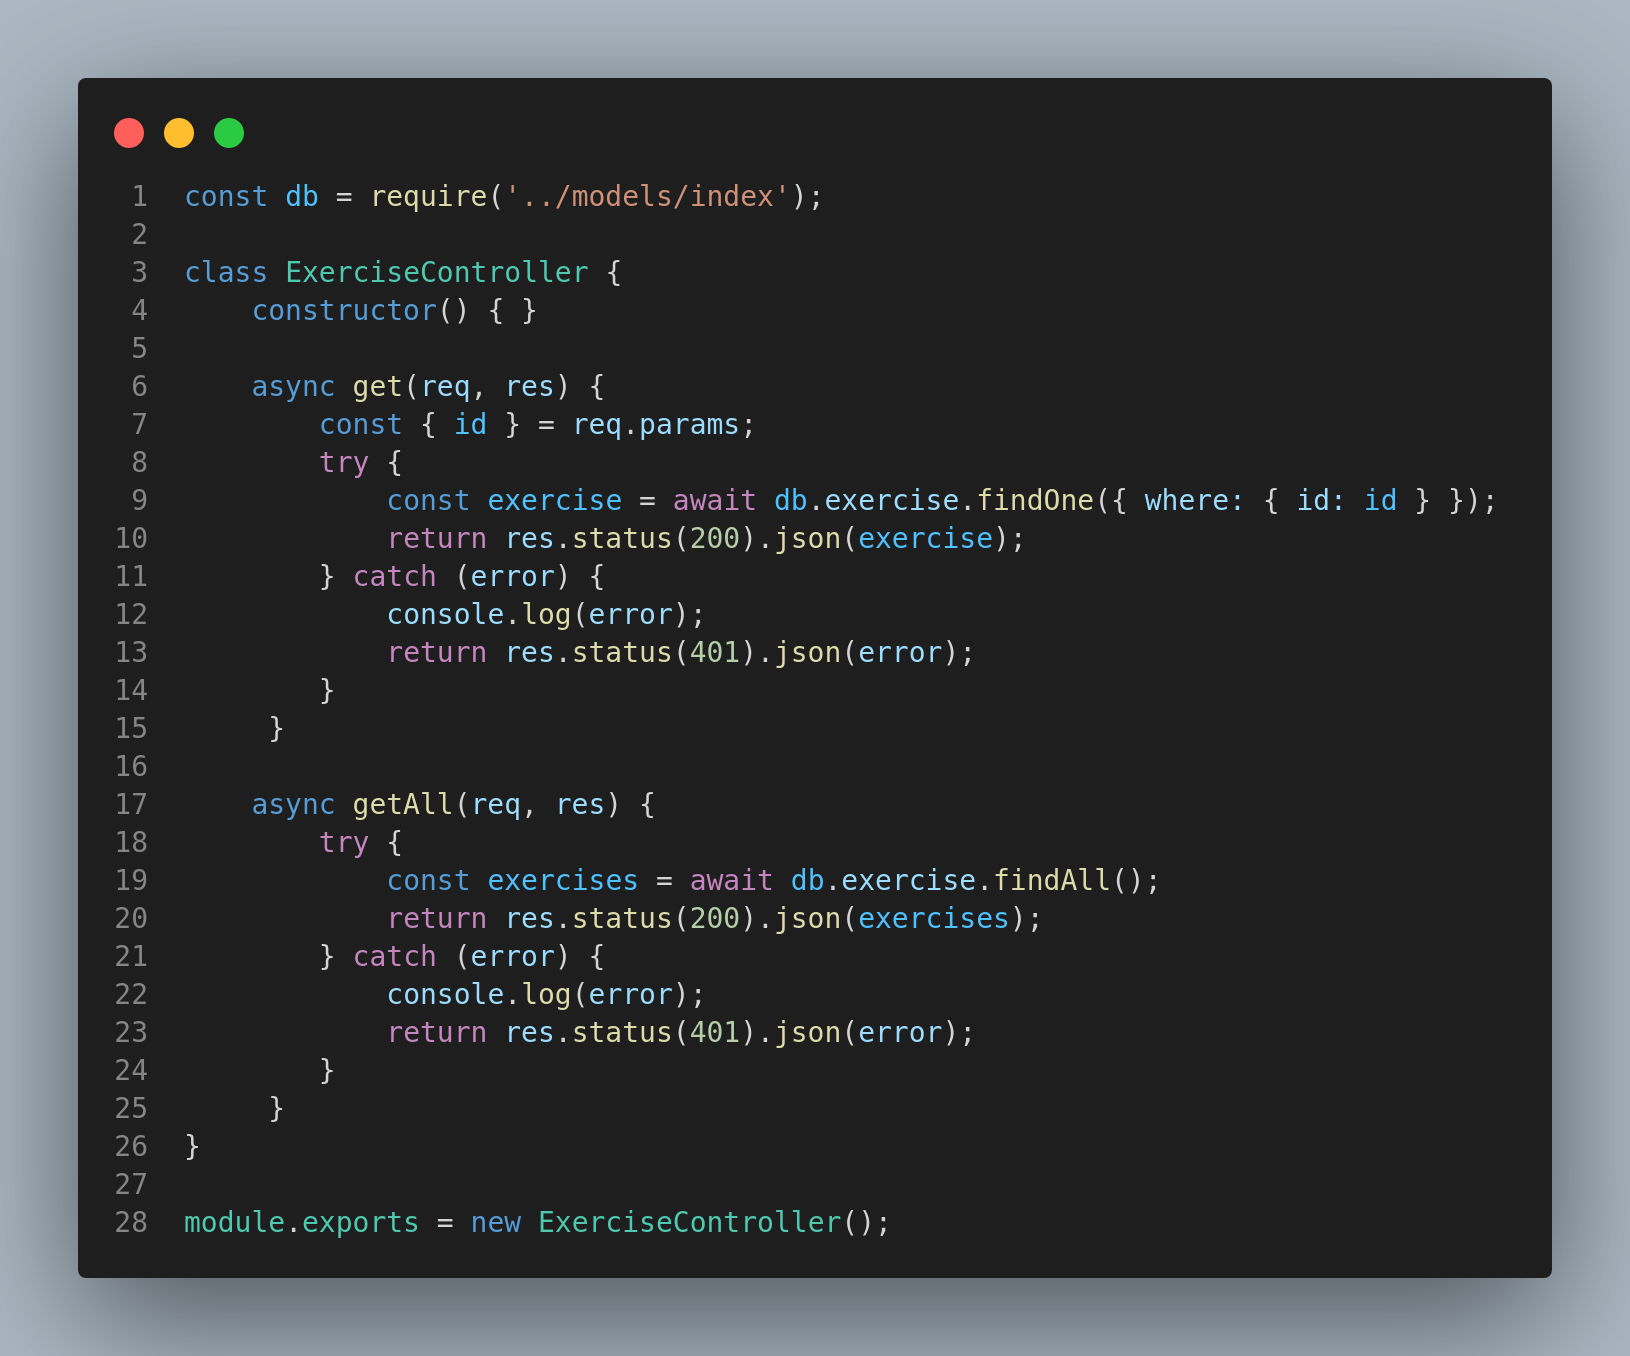 1 const db = require('../models/index');
2
3 class ExerciseController {
4     constructor() { }
5
6     async get(req, res) {
7         const { id } = req.params;
8         try {
9             const exercise = await db.exercise.findOne({ where: { id: id } });
10             return res.status(200).json(exercise);
11         } catch (error) {
12             console.log(error);
13             return res.status(401).json(error);
14         }
15      }
16
17     async getAll(req, res) {
18         try {
19             const exercises = await db.exercise.findAll();
20             return res.status(200).json(exercises);
21         } catch (error) {
22             console.log(error);
23             return res.status(401).json(error);
24         }
25      }
26 }
27
28 module.exports = new ExerciseController();